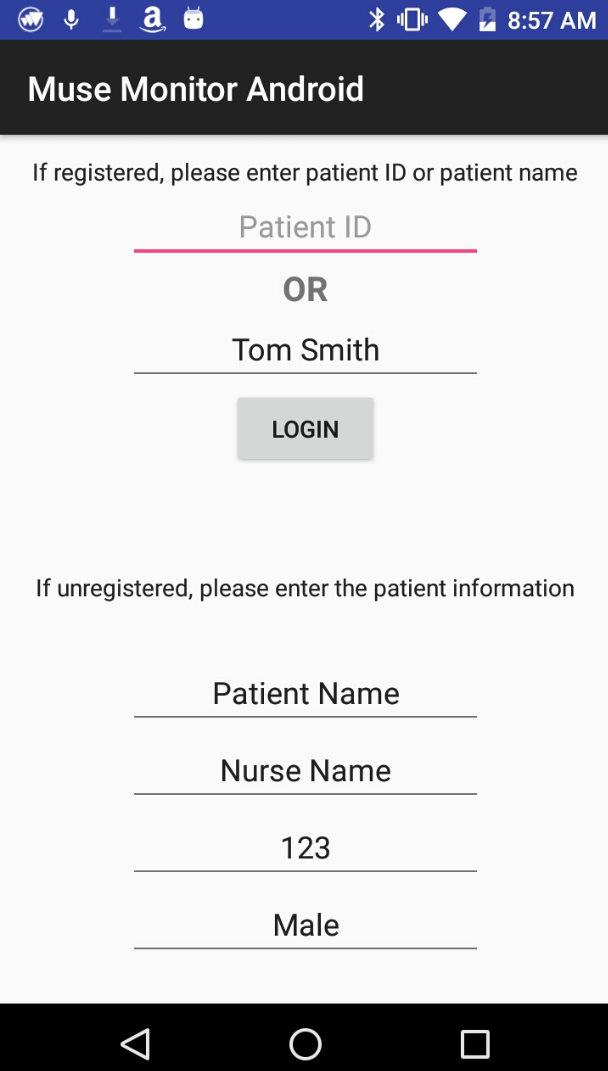 8:57 AM
Muse Monitor Android
If registered, please enter patient ID or patient name
Patient ID
OR
Tom Smith
LOGIN
If unregistered, please enter the patient information
Patient Name
Nurse Name
123
Male